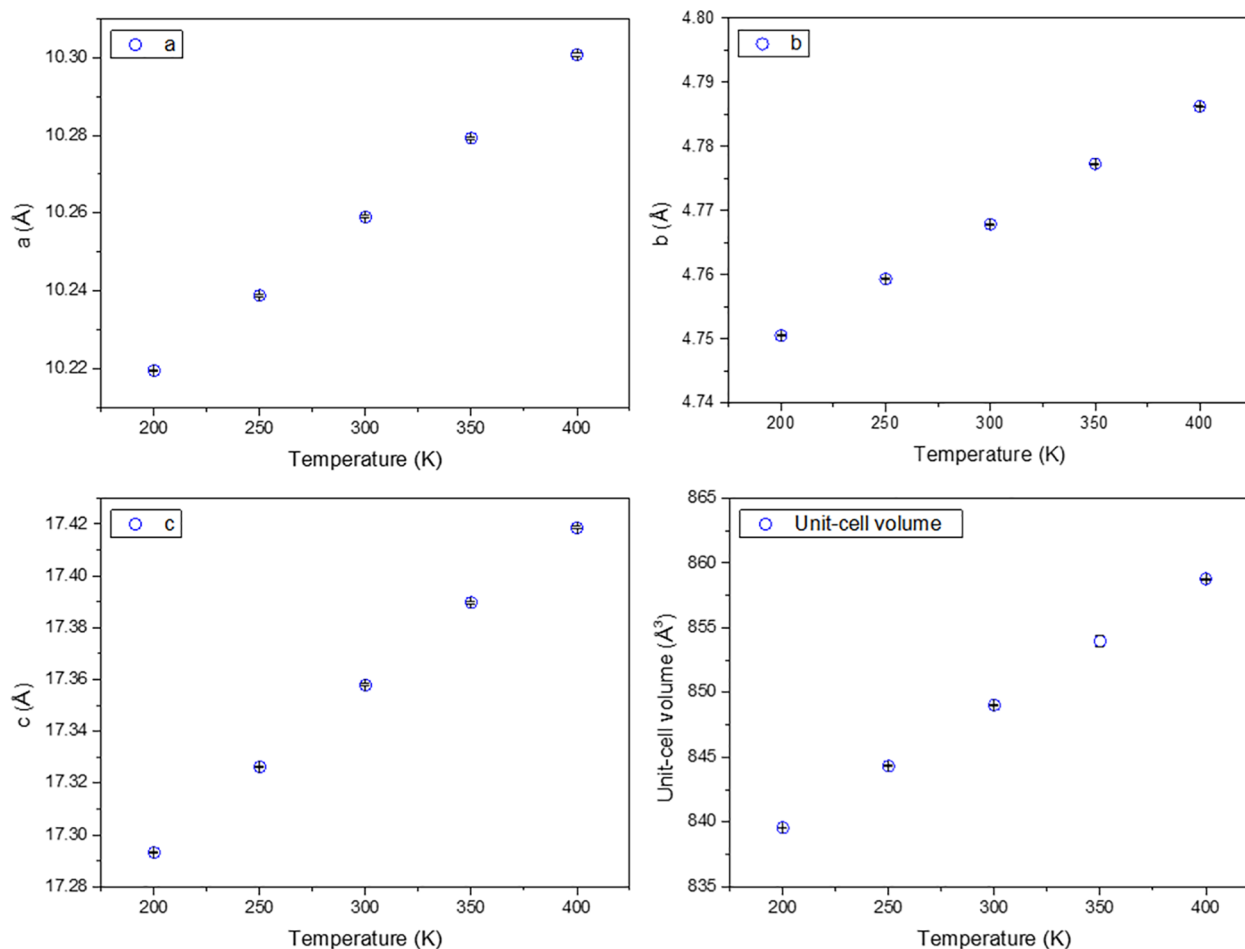 a
10.30
10.28
10.26
10.24
10.22
a (Å)
200 250 300 350 400
Temperature (K)
b
4.80
4.79
4.78
4.77
4.76
4.75
4.74
b (Å)
200 250 300 350 400
Temperature (K)
c
17.42
17.40
17.38
17.36
17.34
17.32
17.30
17.28
c (Å)
200 250 300 350 400
Temperature (K)
Unit-cell volume
865
860
855
850
845
840
835
Unit-cell volume (Å³)
200 250 300 350 400
Temperature (K)